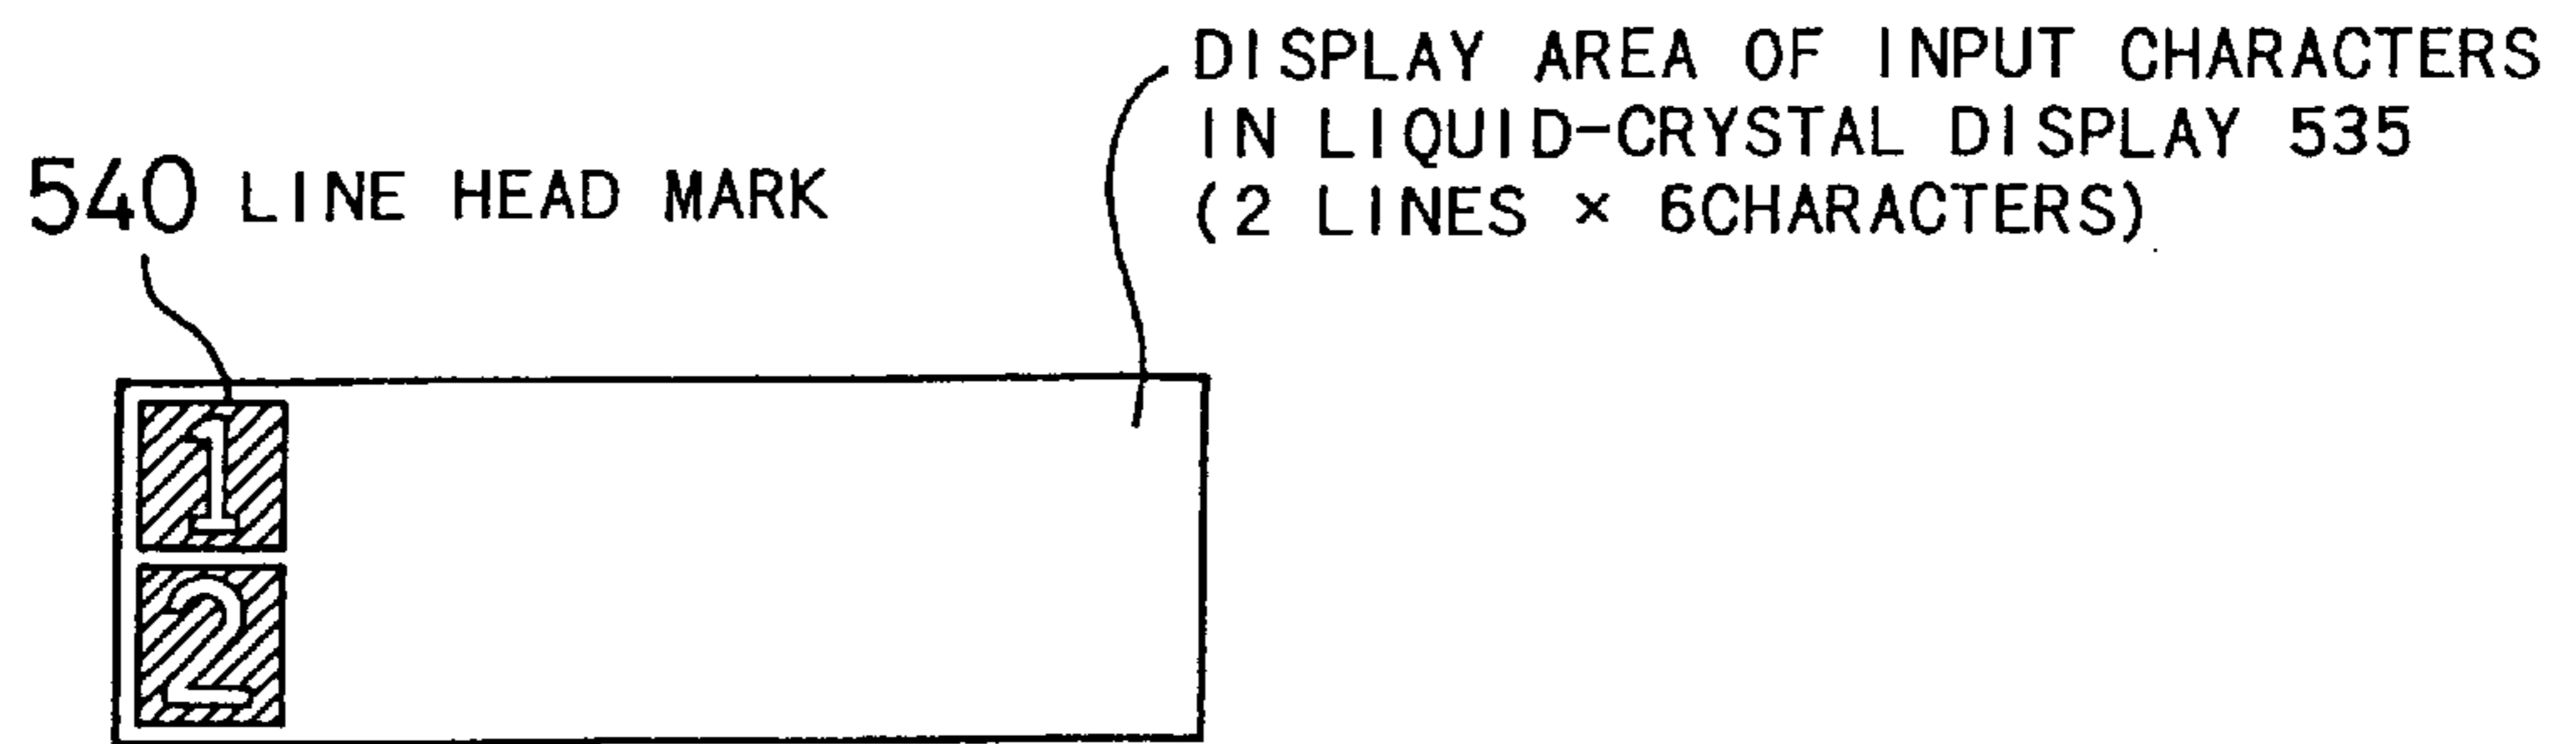 DISPLAY AREA OF INPUT CHARACTERS
IN LIQUID-CRYSTAL DISPLAY 535
(2 LINES × 6CHARACTERS)
540 LINE HEAD MARK
1
2